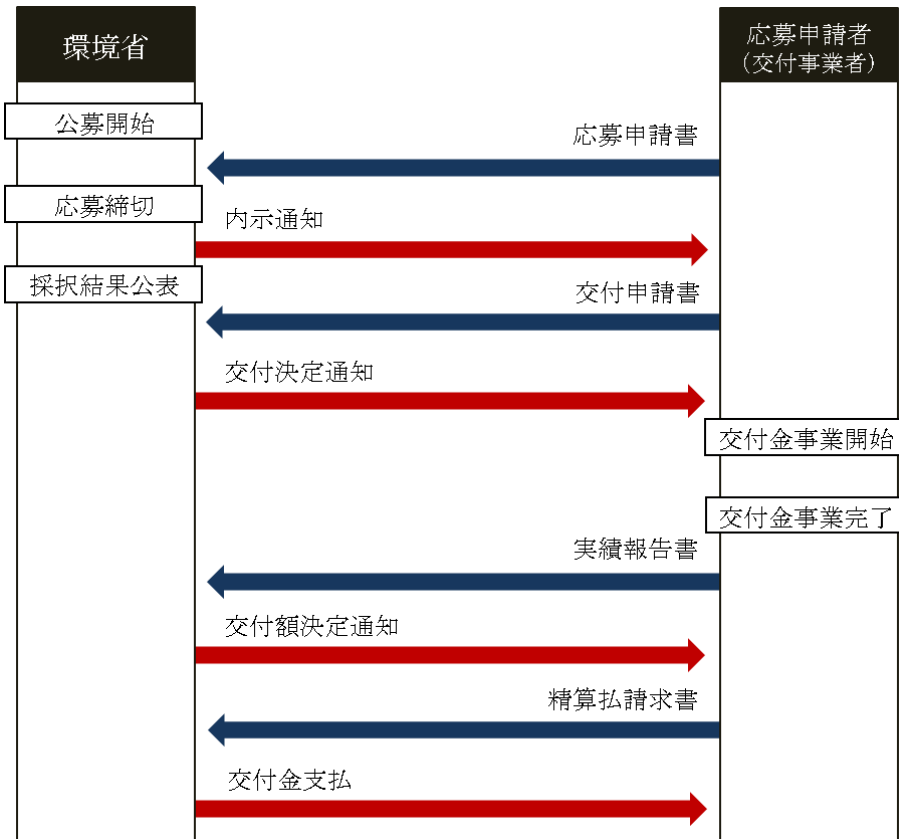 環境省
応募申請者
(交付事業者)
公募開始
応募申請書
応募締切
内示通知
採択結果公表
交付申請書
交付決定通知
交付金事業開始
交付金事業完了
実績報告書
交付額決定通知
精算払請求書
交付金支払